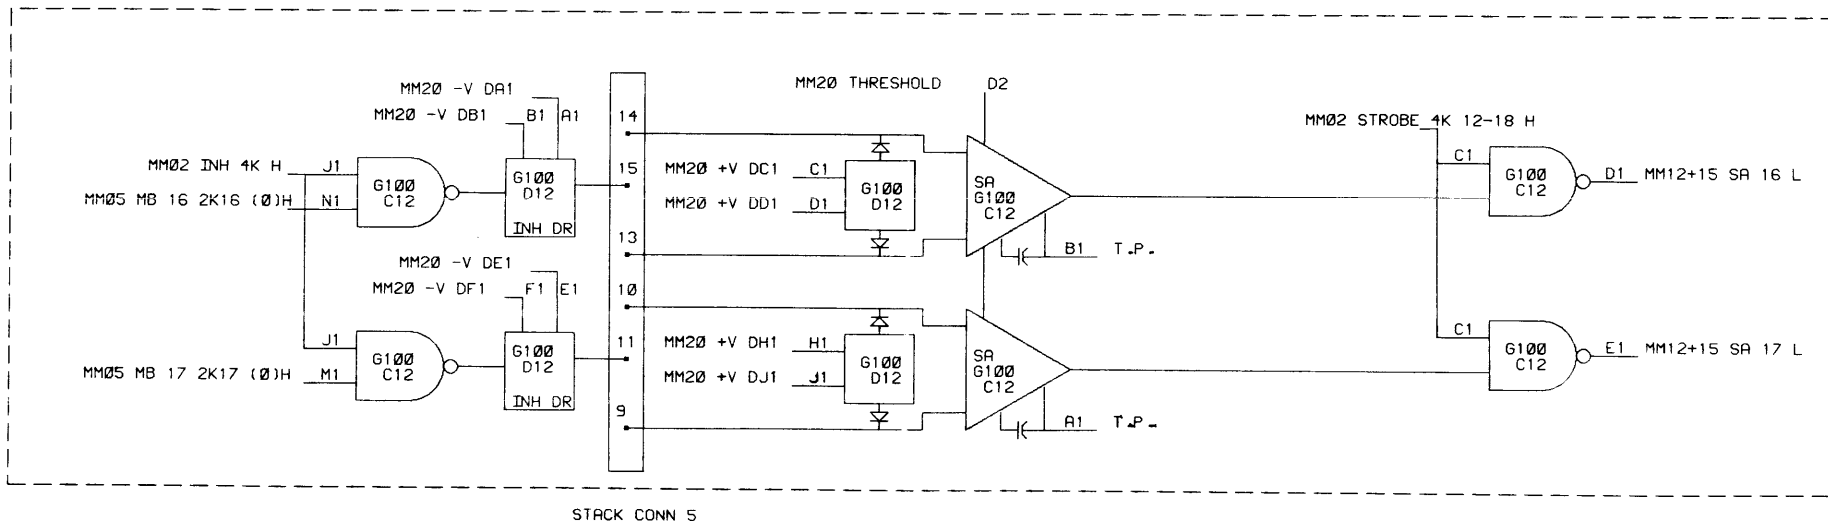 MM20 -V DA1
MM20 -V DB1
B1
A1
MM02 INH 4K H
J1
MM05 MB 16 2K16 (0)H
N1
G100
C12
G100
D12
INH DR
14
15
13
MM20 THRESHOLD
D2
MM20 +V DC1
C1
MM20 +V DD1
D1
G100
D12
SA
G100
C12
B1
T.P.
MM02 STROBE 4K 12-18 H
C1
G100
C12
D1
MM12+15 SA 16 L
MM20 -V DE1
MM20 -V DF1
F1
E1
J1
MM05 MB 17 2K17 (0)H
M1
G100
C12
G100
D12
INH DR
10
11
9
MM20 +V DH1
H1
MM20 +V DJ1
J1
G100
D12
SA
G100
C12
A1
T.P.
C1
G100
C12
E1
MM12+15 SA 17 L
STACK CONN 5